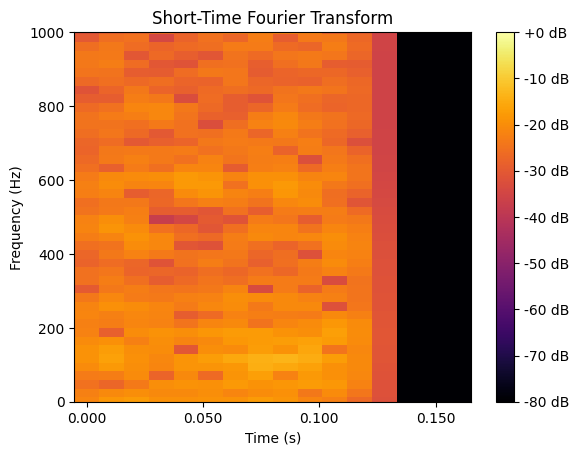 Short-Time Fourier Transform
Frequency (Hz)
1000
800
600
400
200
0
0.000
0.050
0.100
0.150
Time (s)
+0 dB
-10 dB
-20 dB
-30 dB
-40 dB
-50 dB
-60 dB
-70 dB
-80 dB